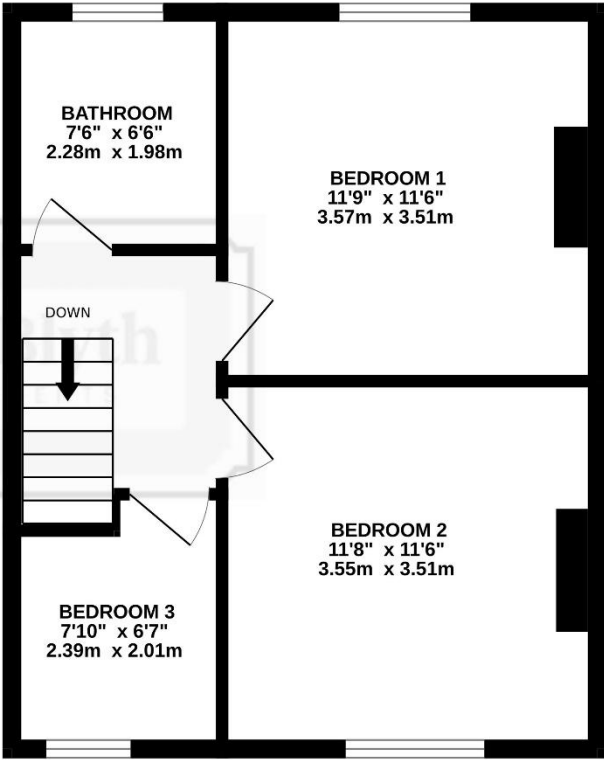 BATHROOM
7'6" x 6'6"
2.28m x 1.98m
BEDROOM 1
11'9" x 11'6"
3.57m x 3.51m
DOWN
BEDROOM 2
11'8" x 11'6"
3.55m x 3.51m
BEDROOM 3
7'10" x 6'7"
2.39m x 2.01m